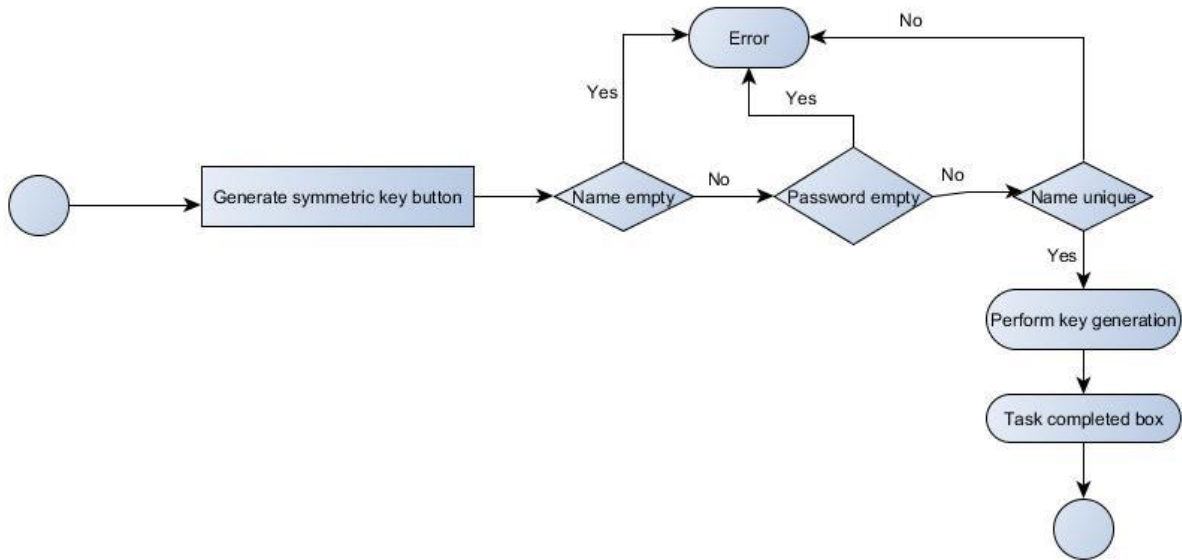 Error
No
Yes
Yes
Generate symmetric key button
Name empty
No
Password empty
No
Name unique
Yes
Perform key generation
Task completed box